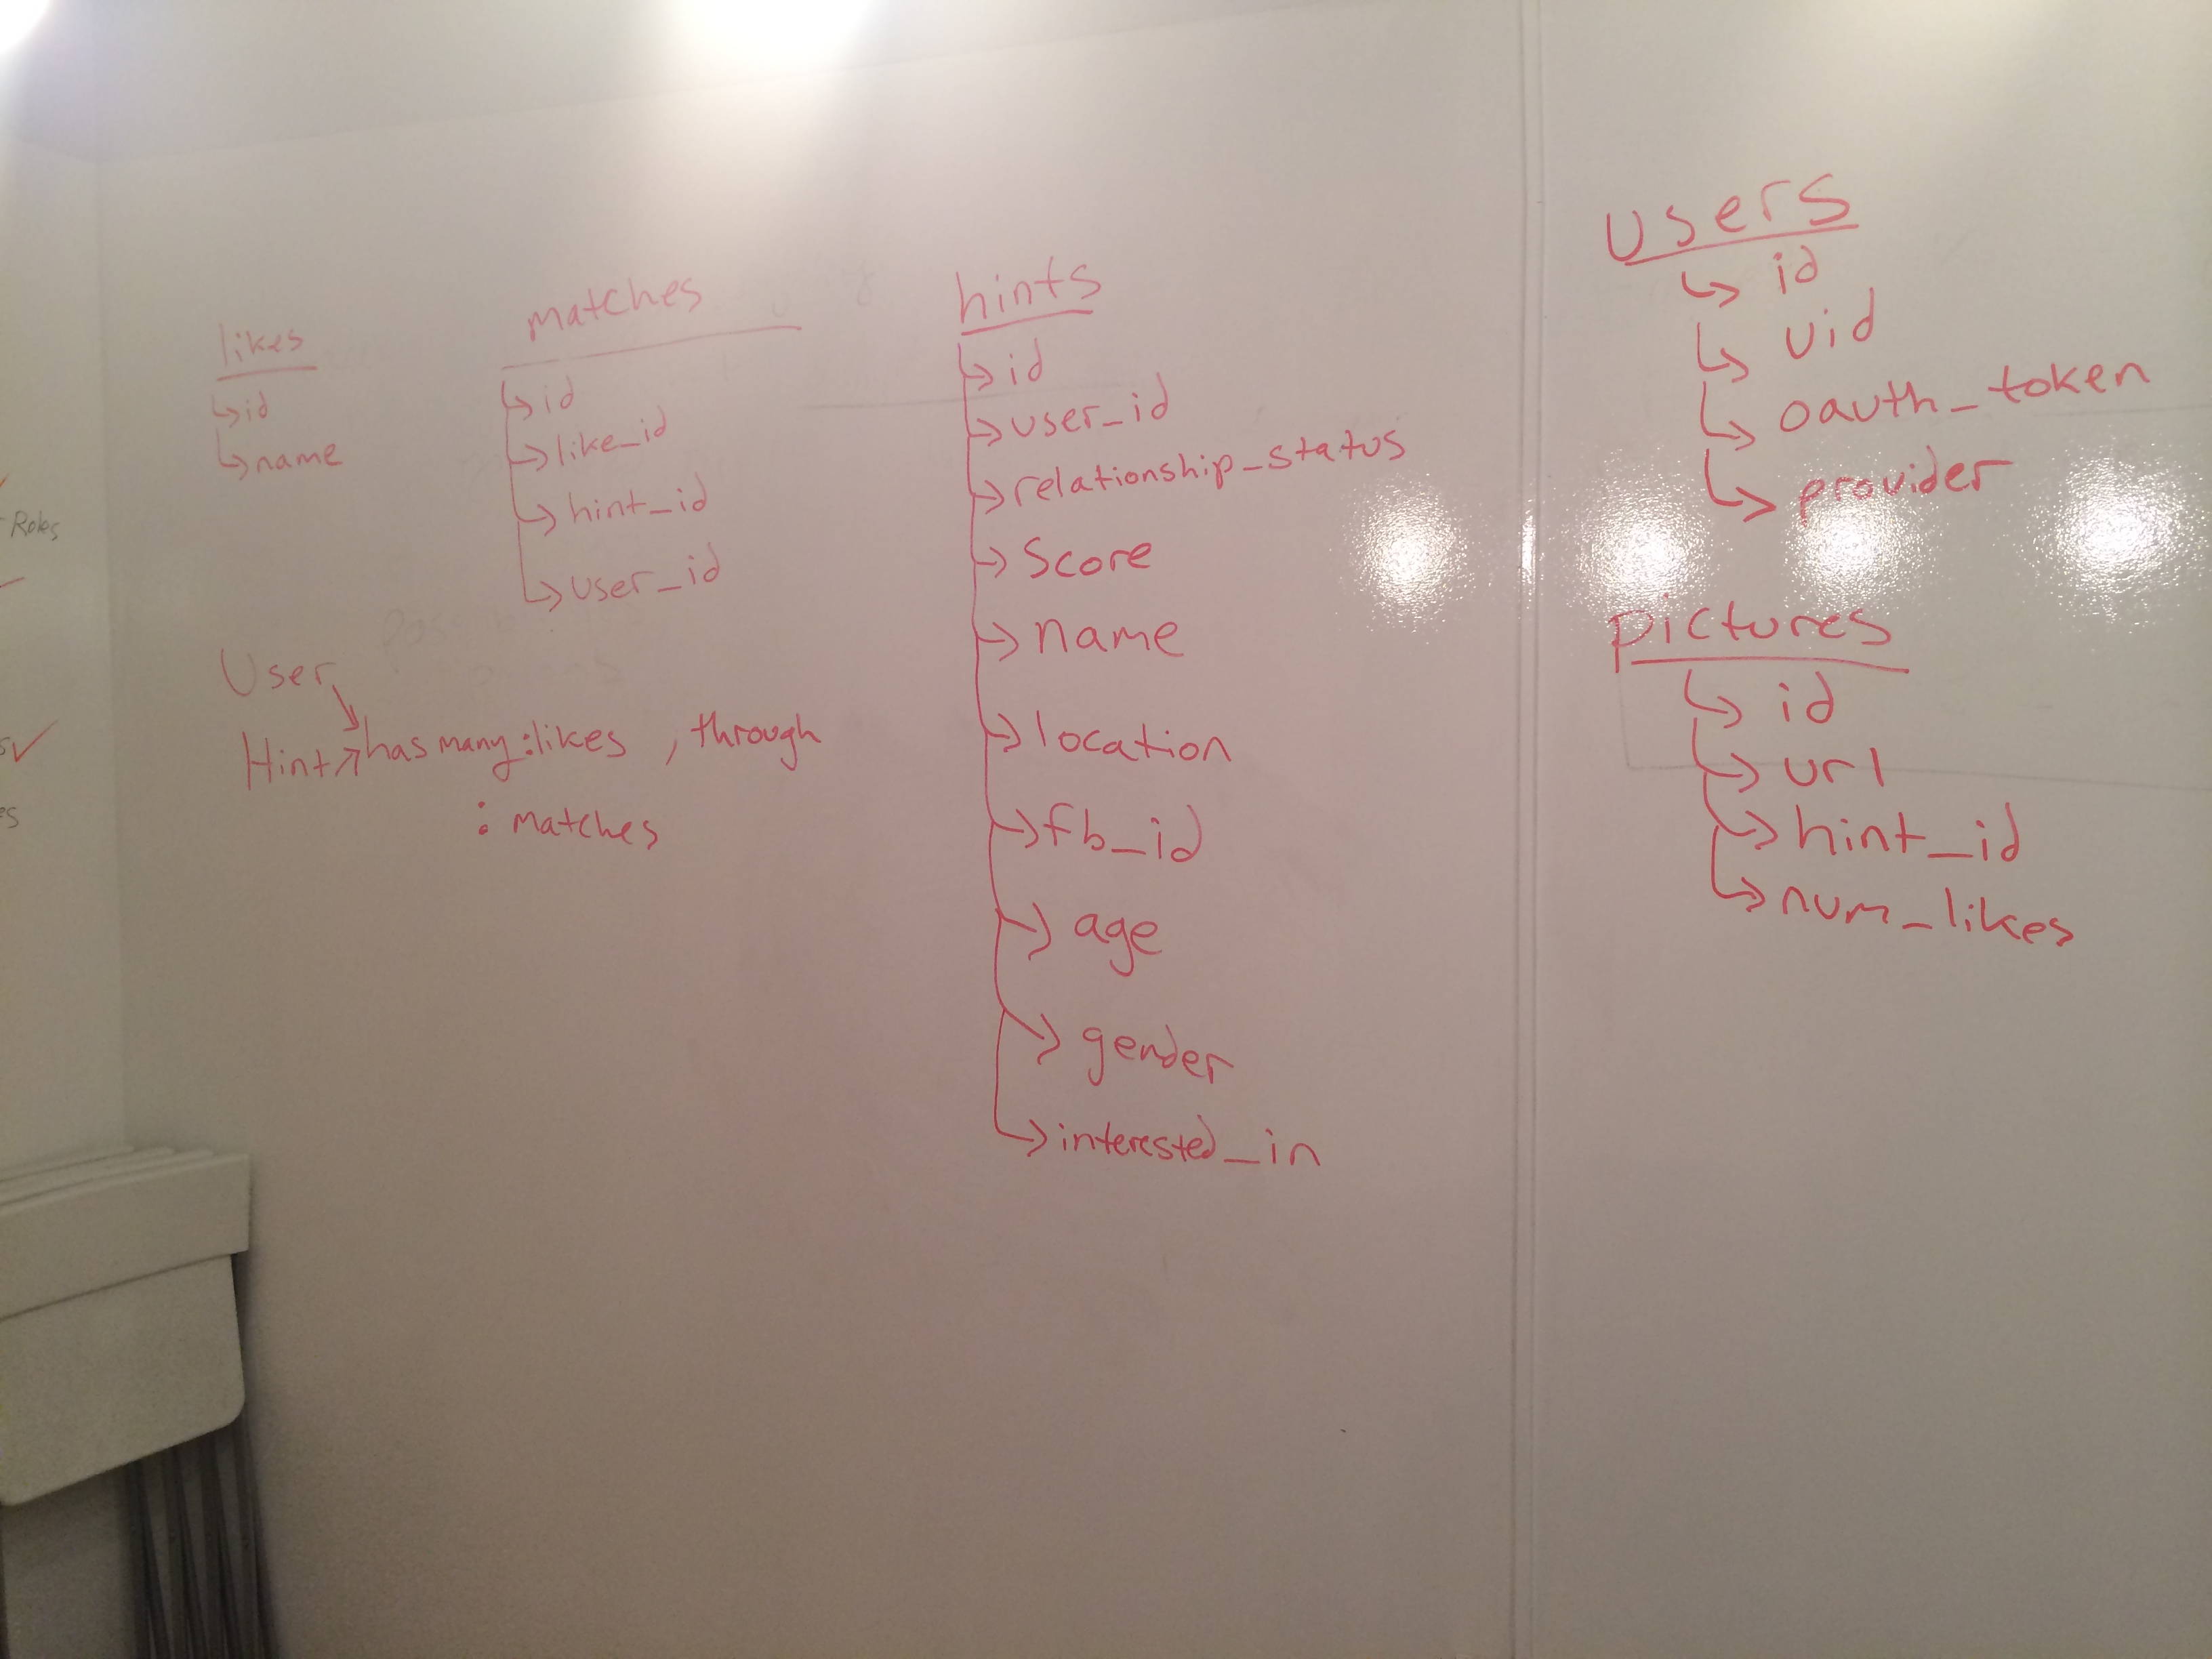 likes
id
name
matches
id
like_id
hint_id
user_id
User
Hint has many :likes , through
: matches
hints
id
user_id
relationship_status
score
name
location
fb_id
age
gender
interested_in
users
id
uid
oauth_token
provider
pictures
id
url
hint_id
num_likes
Roles